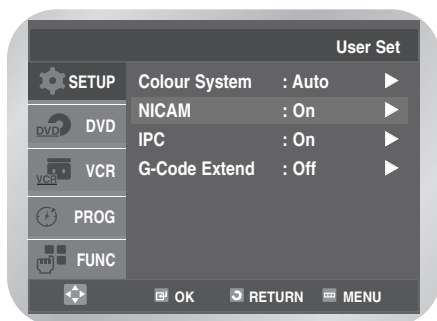 User Set
SETUP
Colour System : Auto
NICAM : On
DVD DVD
IPC : On
VCR VCR
G-Code Extend : Off
PROG
FUNC
OK RETURN MENU